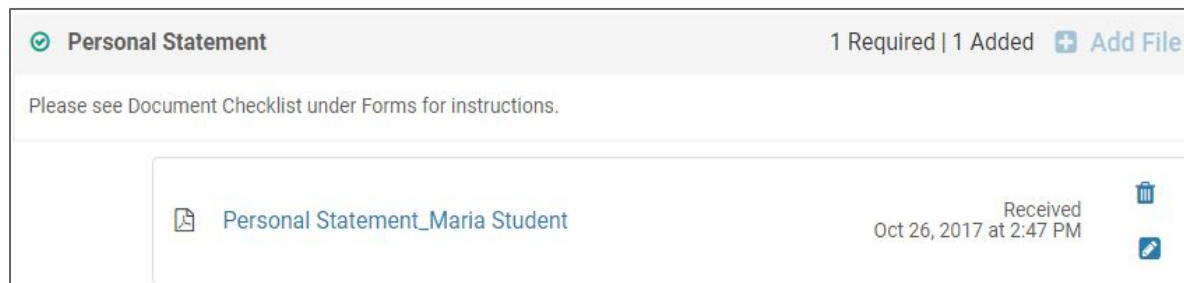 Personal Statement 1 Required | 1 Added Add File
Please see Document Checklist under Forms for instructions.
Personal Statement_Maria Student
Received
Oct 26, 2017 at 2:47 PM